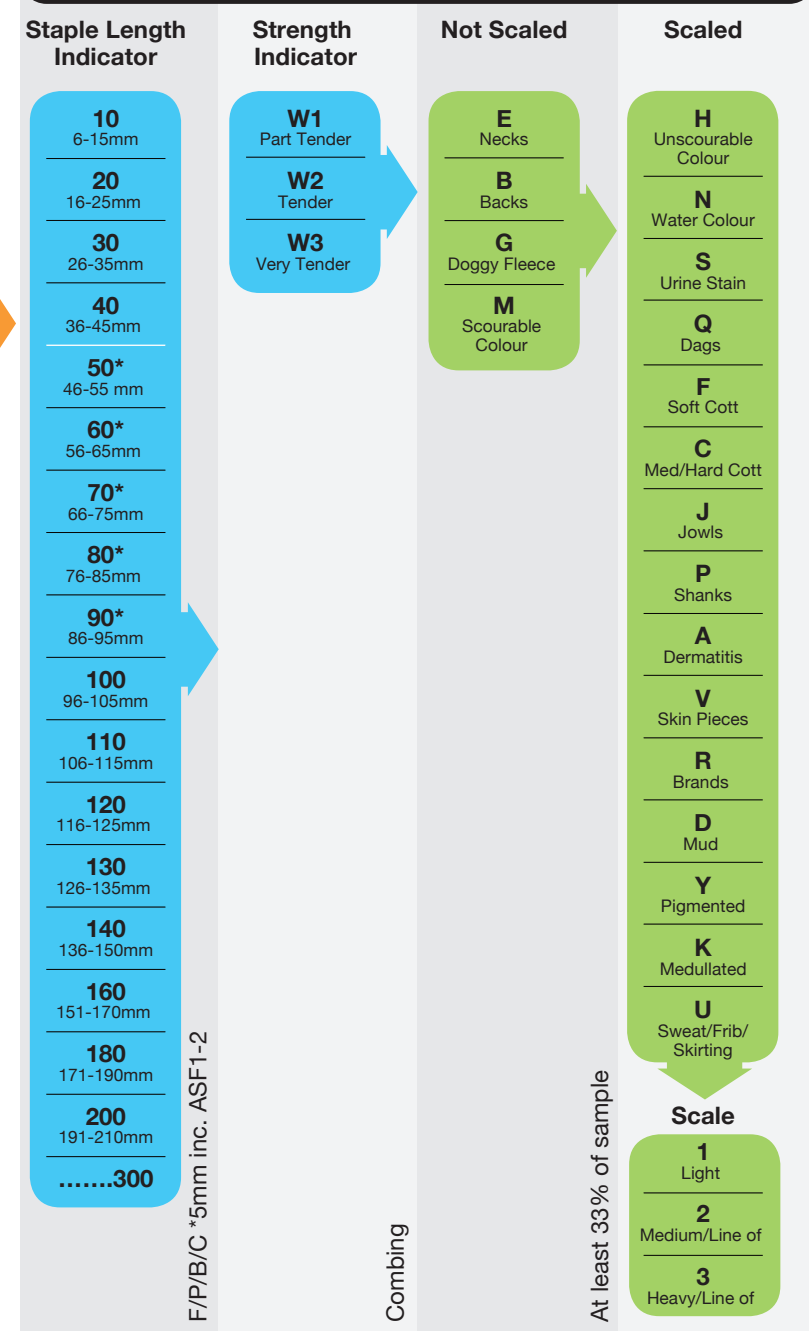 Staple Length
Indicator
10
6-15mm
20
16-25mm
30
26-35mm
40
36-45mm
50*
46-55 mm
60*
56-65mm
70*
66-75mm
80*
76-85mm
90*
86-95mm
100
96-105mm
110
106-115mm
120
116-125mm
130
126-135mm
140
136-150mm
160
151-170mm
180
171-190mm
200
191-210mm
.......300
F/P/B/C *5mm inc. ASF1-2
Strength
Indicator
W1
Part Tender
W2
Tender
W3
Very Tender
Combing
Not Scaled
E
Necks
B
Backs
G
Doggy Fleece
M
Scourable
Colour
At least 33% of sample
Scaled
H
Unscourable
Colour
N
Water Colour
S
Urine Stain
Q
Dags
F
Soft Cott
C
Med/Hard Cott
J
Jowls
P
Shanks
A
Dermatitis
V
Skin Pieces
R
Brands
D
Mud
Y
Pigmented
K
Medullated
U
Sweat/Frib/
Skirting
Scale
1
Light
2
Medium/Line of
3
Heavy/Line of